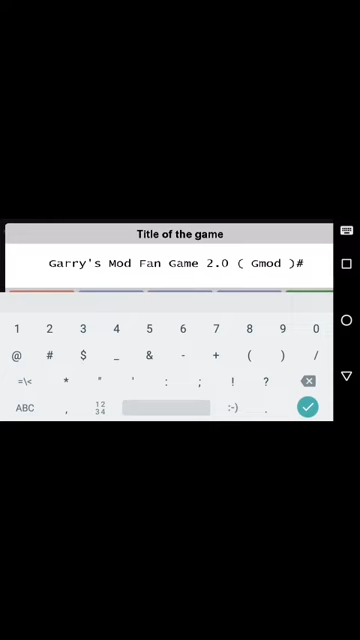 Title of the game
Garry's Mod Fan Game 2.0 ( Gmod )#
1 2 3 4 5 6 7 8 9 0
@ # $ _ & - + ( ) /
=\< * " ' : ; ! ?
ABC , 12 34 :-) .